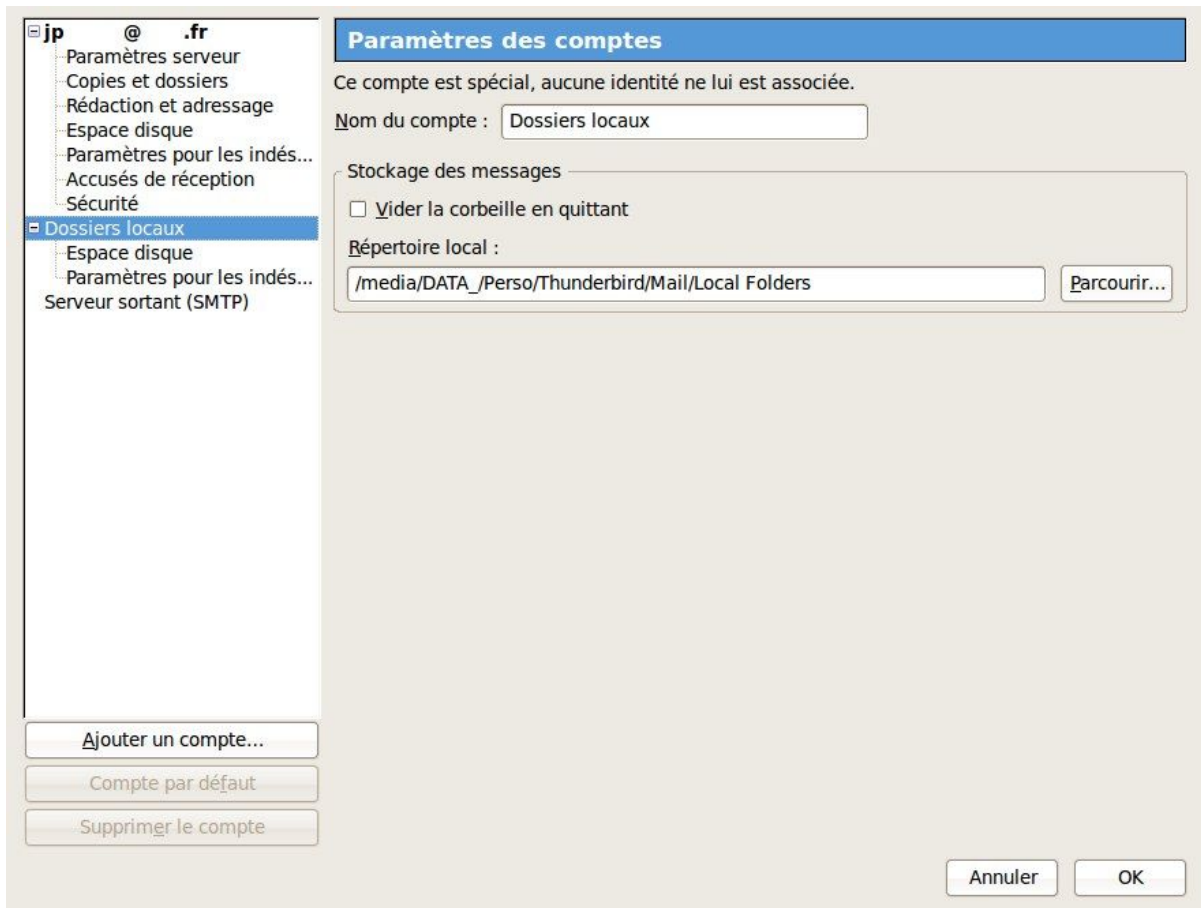 jp @ .fr
Paramètres serveur
Copies et dossiers
Rédaction et adressage
Espace disque
Paramètres pour les indés...
Accusés de réception
Sécurité
Dossiers locaux
Espace disque
Paramètres pour les indés...
Serveur sortant (SMTP)
Ajouter un compte...
Compte par défaut
Supprimer le compte
Paramètres des comptes
Ce compte est spécial, aucune identité ne lui est associée.
Nom du compte : Dossiers locaux
Stockage des messages
Vider la corbeille en quittant
Répertoire local :
/media/DATA_/Perso/Thunderbird/Mail/Local Folders Parcourir...
Annuler OK